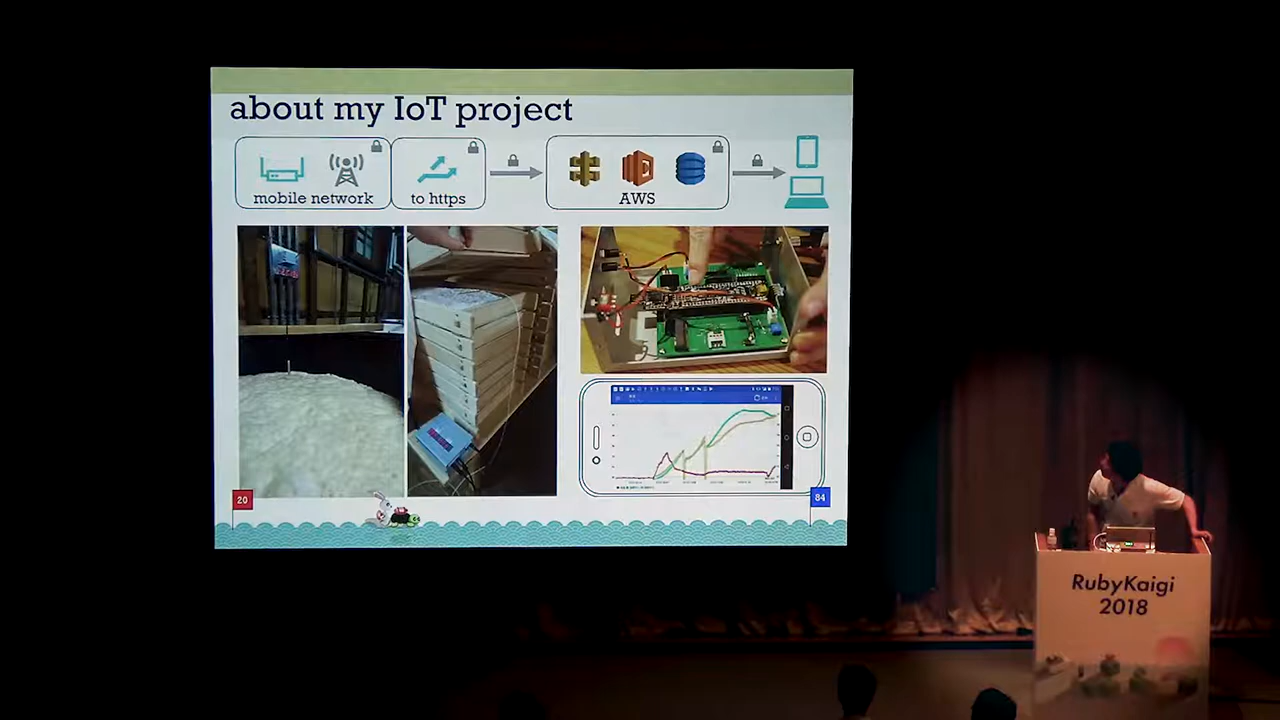 about my IoT project
mobile network
to https
AWS
20
84
RubyKaigi
2018